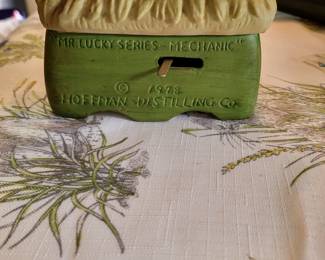 "MR. LUCKY SERIES - MECHANIC"
© 1978
HOFFMAN - DISTILLING Co.